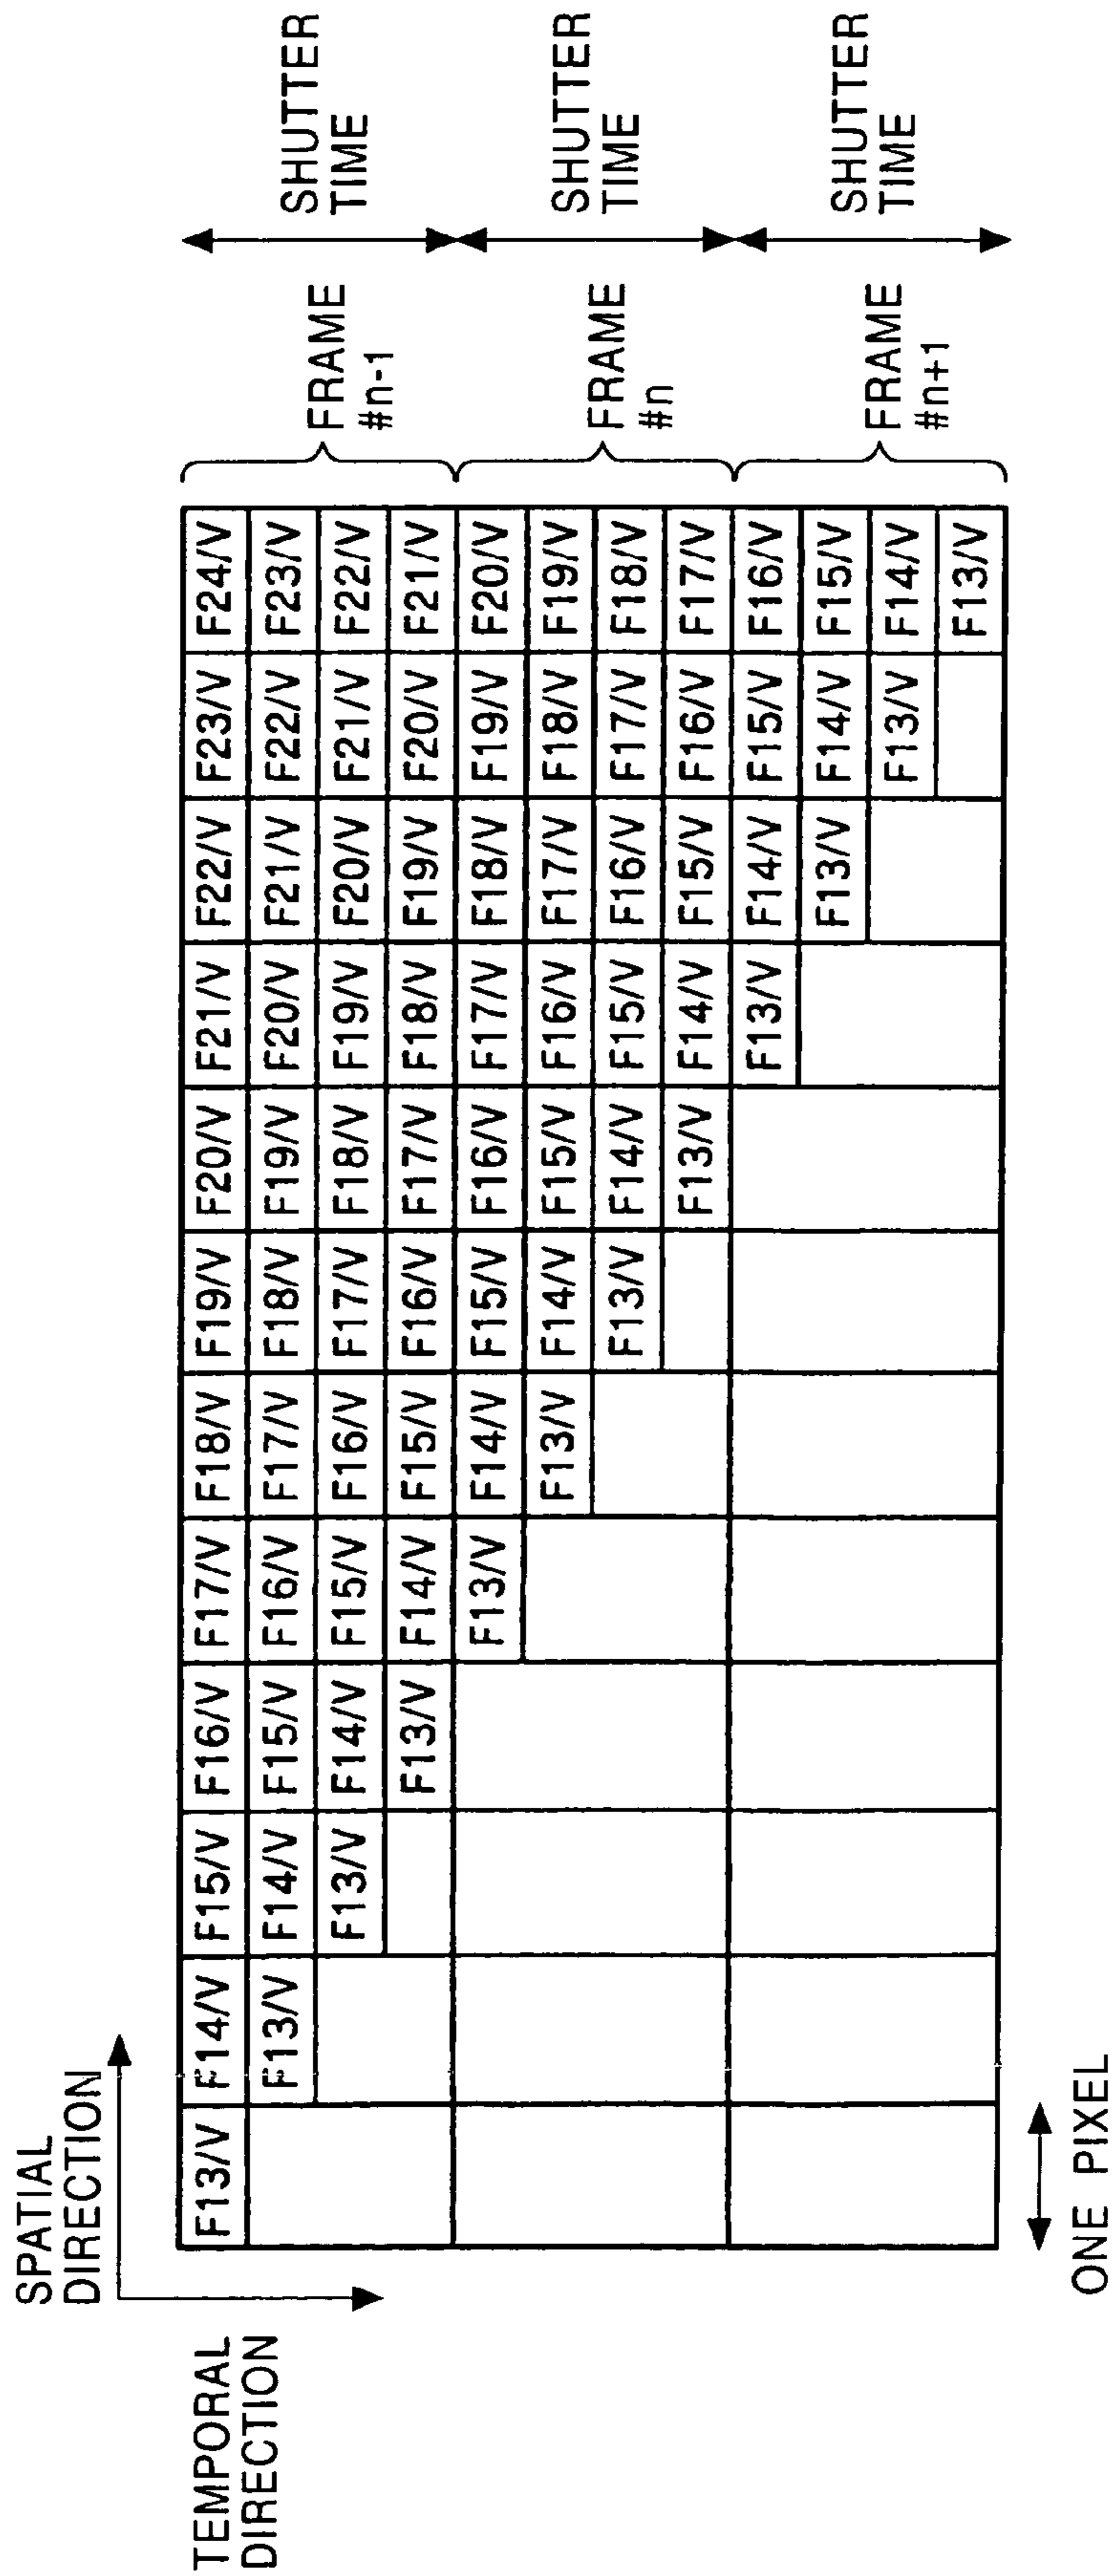 SPATIAL
DIRECTION
TEMPORAL
DIRECTION
F13/V F14/V F15/V F16/V F17/V F18/V F19/V F20/V F21/V F22/V F23/V F24/V
F13/V F14/V F15/V F16/V F17/V F18/V F19/V F20/V F21/V F22/V F23/V
F13/V F14/V F15/V F16/V F17/V F18/V F19/V F20/V F21/V F22/V
F13/V F14/V F15/V F16/V F17/V F18/V F19/V F20/V F21/V
FRAME
#n-1
SHUTTER
TIME
F13/V F14/V F15/V F16/V F17/V F18/V F19/V F20/V
F13/V F14/V F15/V F16/V F17/V F18/V F19/V
F13/V F14/V F15/V F16/V F17/V F18/V
F13/V F14/V F15/V F16/V F17/V
FRAME
#n
SHUTTER
TIME
F13/V F14/V F15/V F16/V
F13/V F14/V F15/V
F13/V F14/V
F13/V
FRAME
#n+1
SHUTTER
TIME
ONE PIXEL